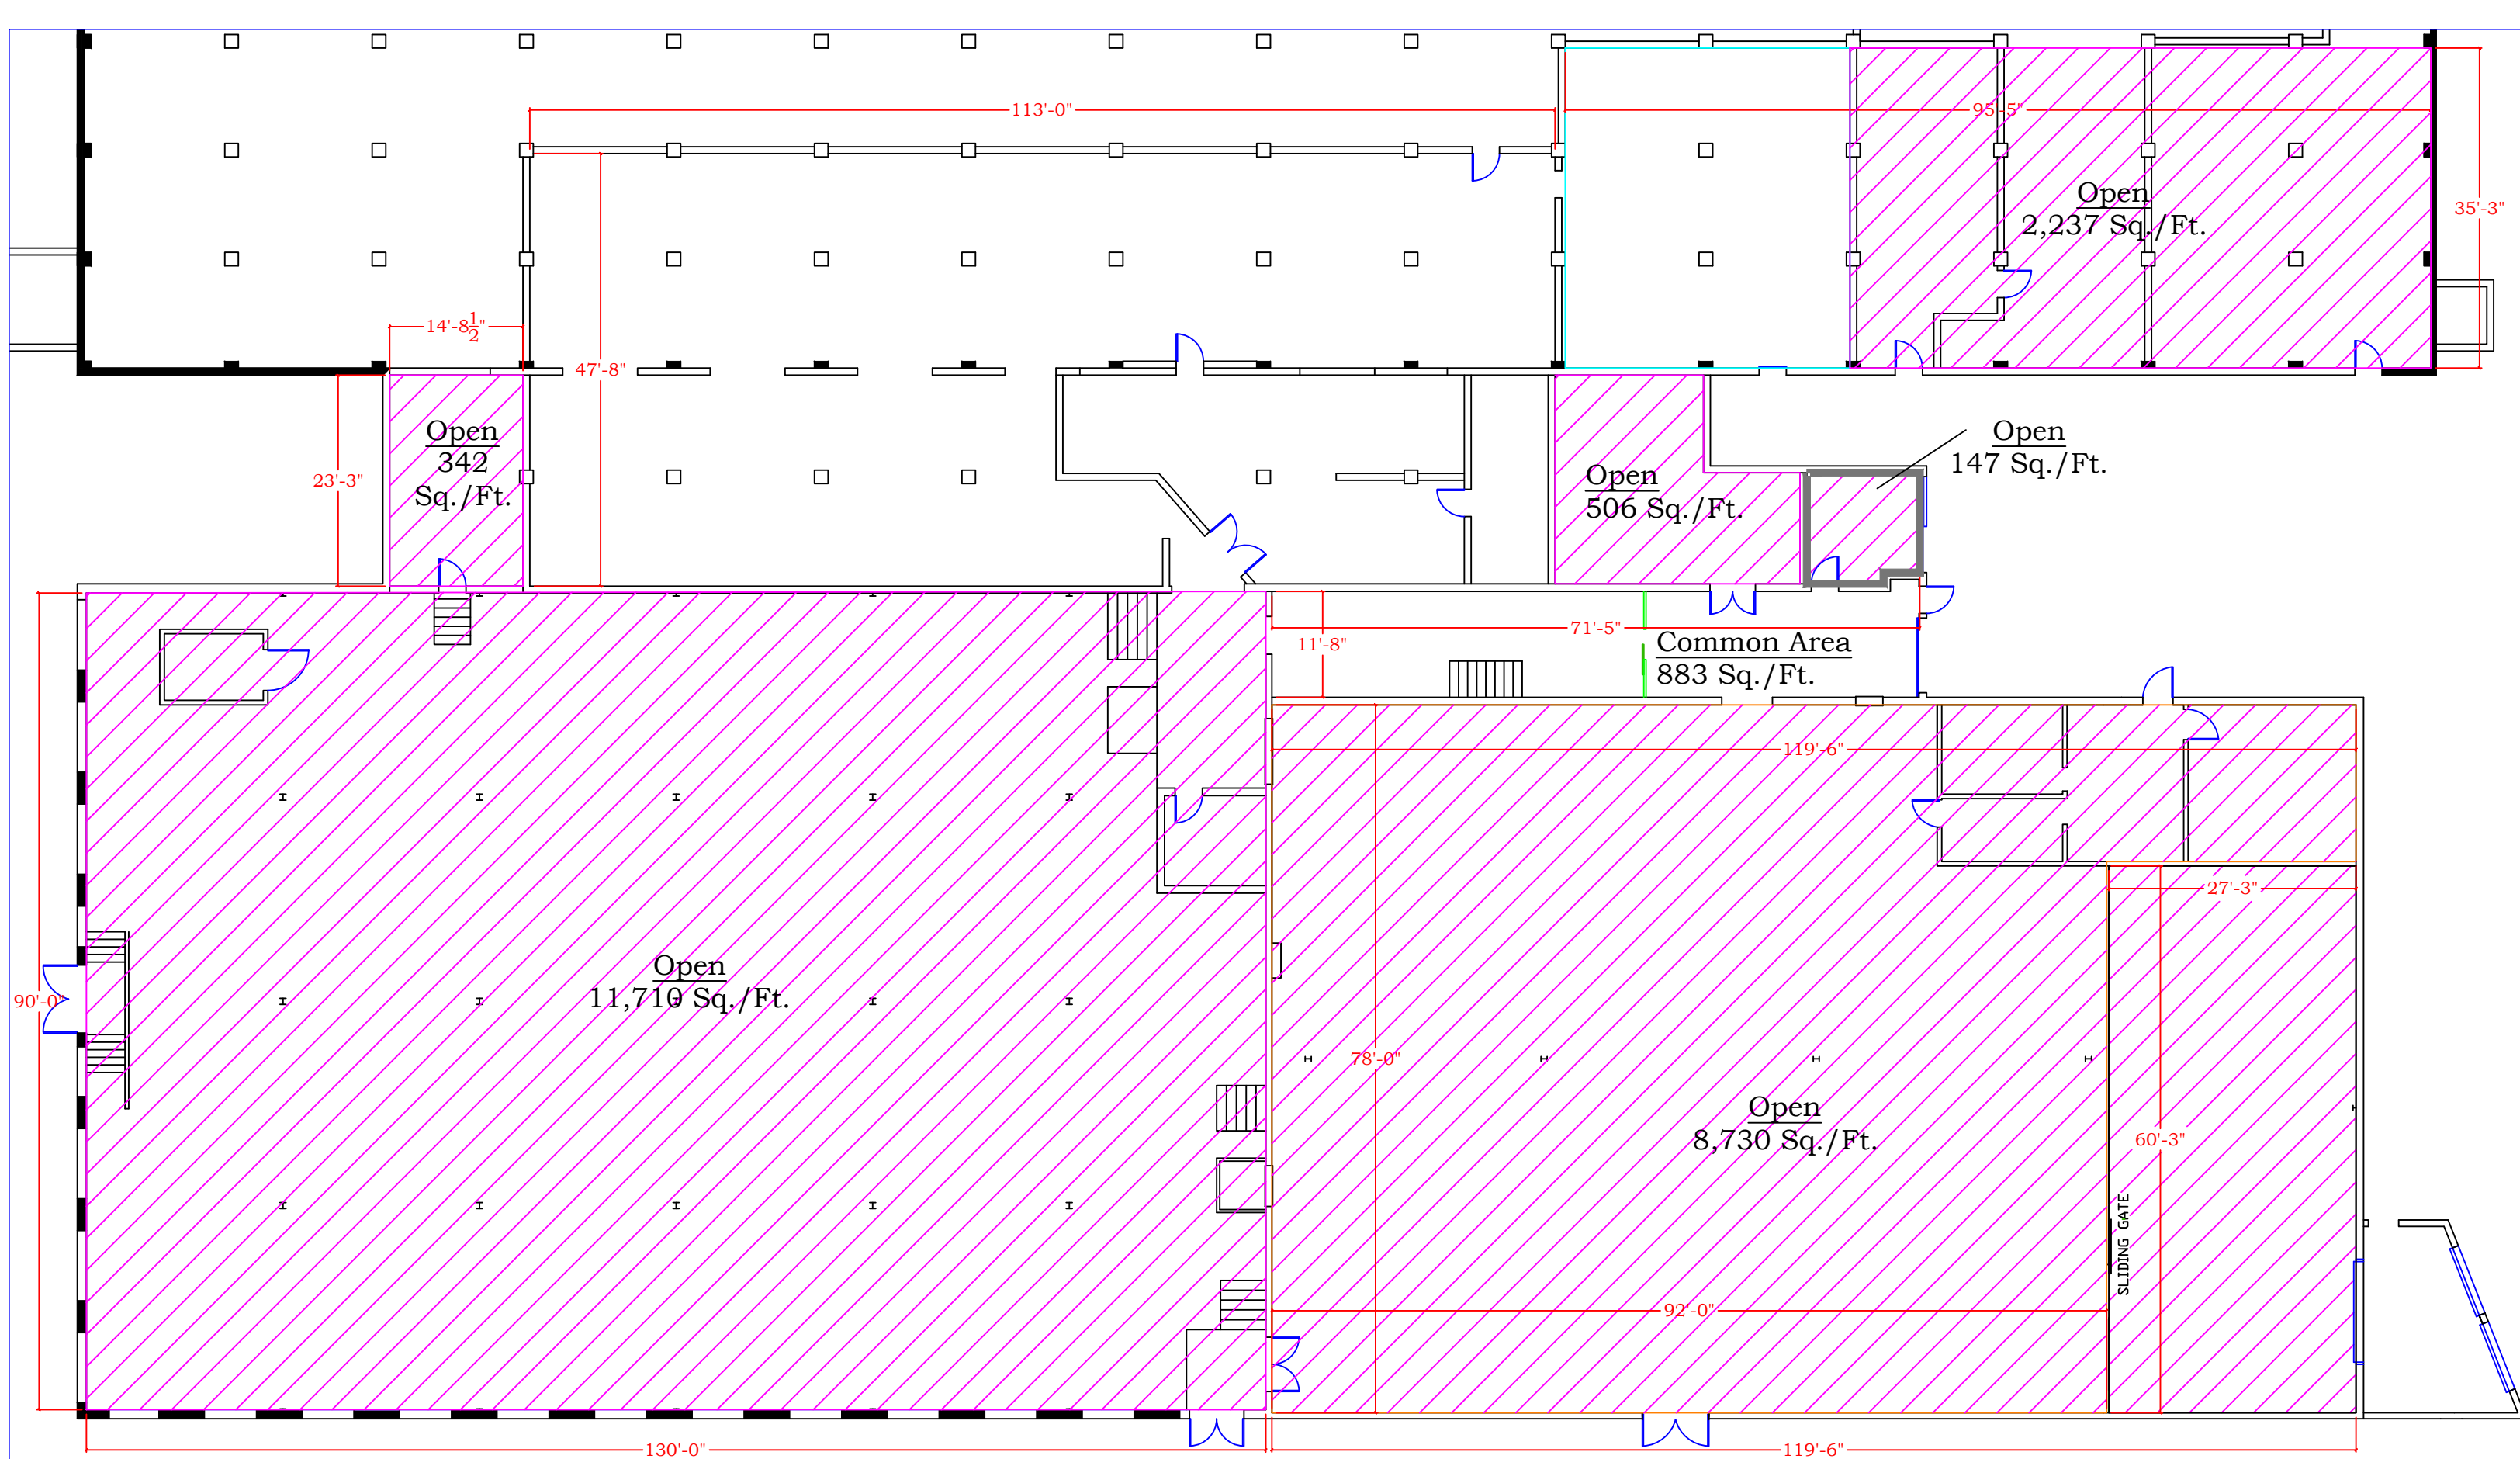 113'-0"
95'-5"
Open
2,237 Sq./Ft.
35'-3"
14'-8 1/2"
47'-8"
Open
342
Sq./Ft.
23'-3"
Open
506 Sq./Ft.
Open
147 Sq./Ft.
71'-5"
11'-8"
Common Area
883 Sq./Ft.
119'-6"
27'-3"
Open
11,710 Sq./Ft.
90'-0"
78'-0"
Open
8,730 Sq./Ft.
60'-3"
SLIDING GATE
92'-0"
130'-0"
119'-6"